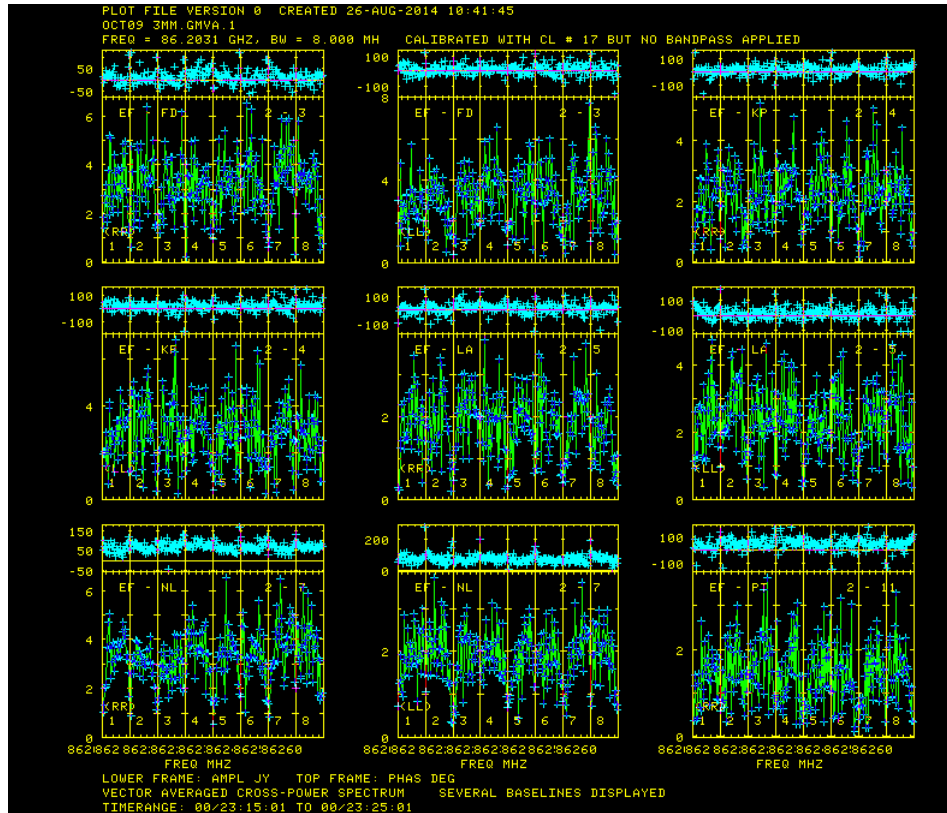 PLOT FILE VERSION 0 CREATED 26-AUG-2014 10:41:45
OCT09 3MM.GMVA.1
FREQ = 86.2031 GHZ, BW = 8.000 MH CALIBRATED WITH CL # 17 BUT NO BANDPASS APPLIED
50
-50
6
4
2
0
EF - FD 2 - 3
(RR)
1 2 3 4 5 6 7 8
100
-100
8
4
0
EF - FD 2 - 3
(LL)
1 2 3 4 5 6 7 8
100
-100
4
2
0
EF - KP 2 - 4
(RR)
1 2 3 4 5 6 7 8
100
-100
4
0
EF - KP 2 - 4
(LL)
1 2 3 4 5 6 7 8
100
-100
2
0
EF - LA 2 - 5
(RR)
1 2 3 4 5 6 7 8
100
-100
4
2
0
EF - LA 2 - 5
(LL)
1 2 3 4 5 6 7 8
150
50
-50
6
4
2
0
EF - NL 2 - 7
(RR)
1 2 3 4 5 6 7 8
200
0
2
0
EF - NL 2 - 7
(LL)
1 2 3 4 5 6 7 8
100
-100
2
0
EF - PT 2 - 11
(RR)
1 2 3 4 5 6 7 8
FREQ MHZ FREQ MHZ FREQ MHZ
LOWER FRAME: AMPL JY TOP FRAME: PHAS DEG
VECTOR AVERAGED CROSS-POWER SPECTRUM SEVERAL BASELINES DISPLAYED
TIMERANGE: 00/23:15:01 TO 00/23:25:01